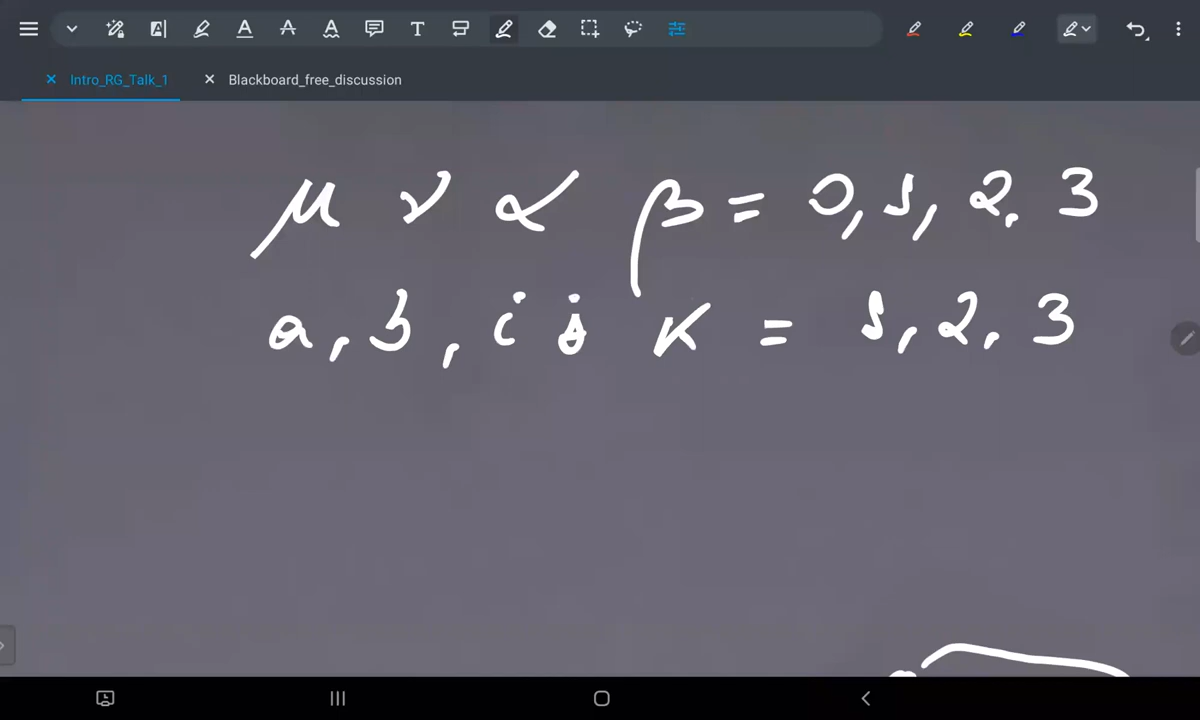 Intro_RG_Talk_1 Blackboard_free_discussion
μ ν α β = 0, 1, 2, 3
a, b, i j k = 1, 2, 3